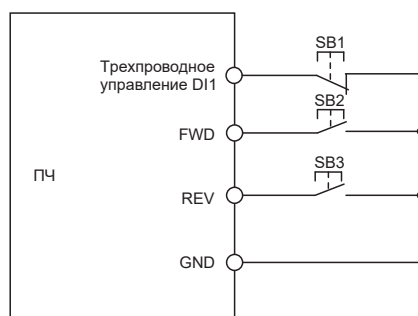 SB1
Трехпроводное
управление DI1
SB2
FWD
SB3
ПЧ
REV
GND